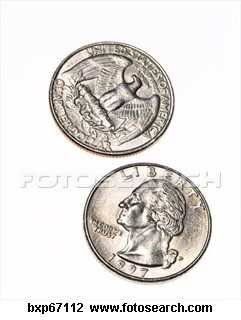 UNITED STATES OF AMERICA
QUARTER DOLLAR
FOTOSEARCH
LIBERTY
IN GOD WE
TRUST
1997
bxp67112 www.fotosearch.com